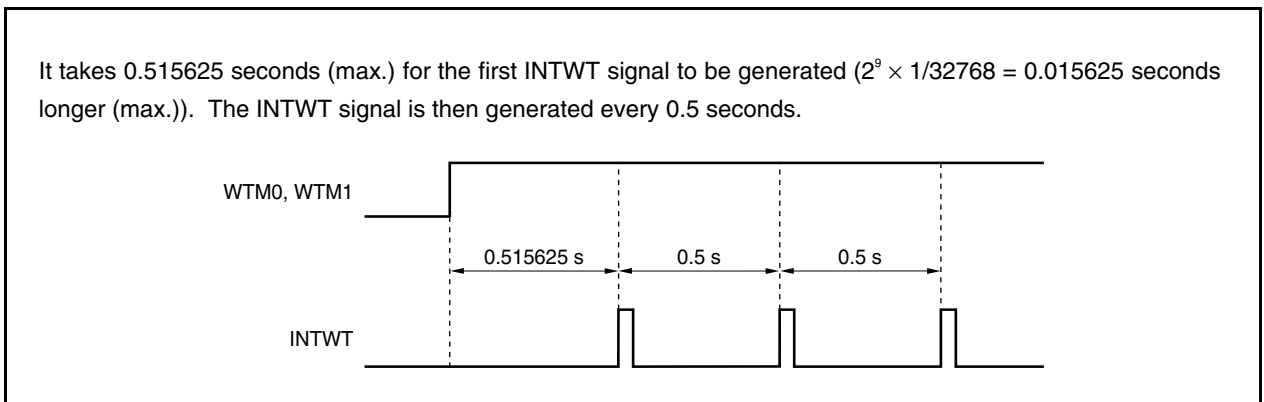 It takes 0.515625 seconds (max.) for the first INTWT signal to be generated (2⁹ × 1/32768 = 0.015625 seconds
longer (max.)). The INTWT signal is then generated every 0.5 seconds.
WTM0, WTM1
0.515625 s 0.5 s 0.5 s
INTWT